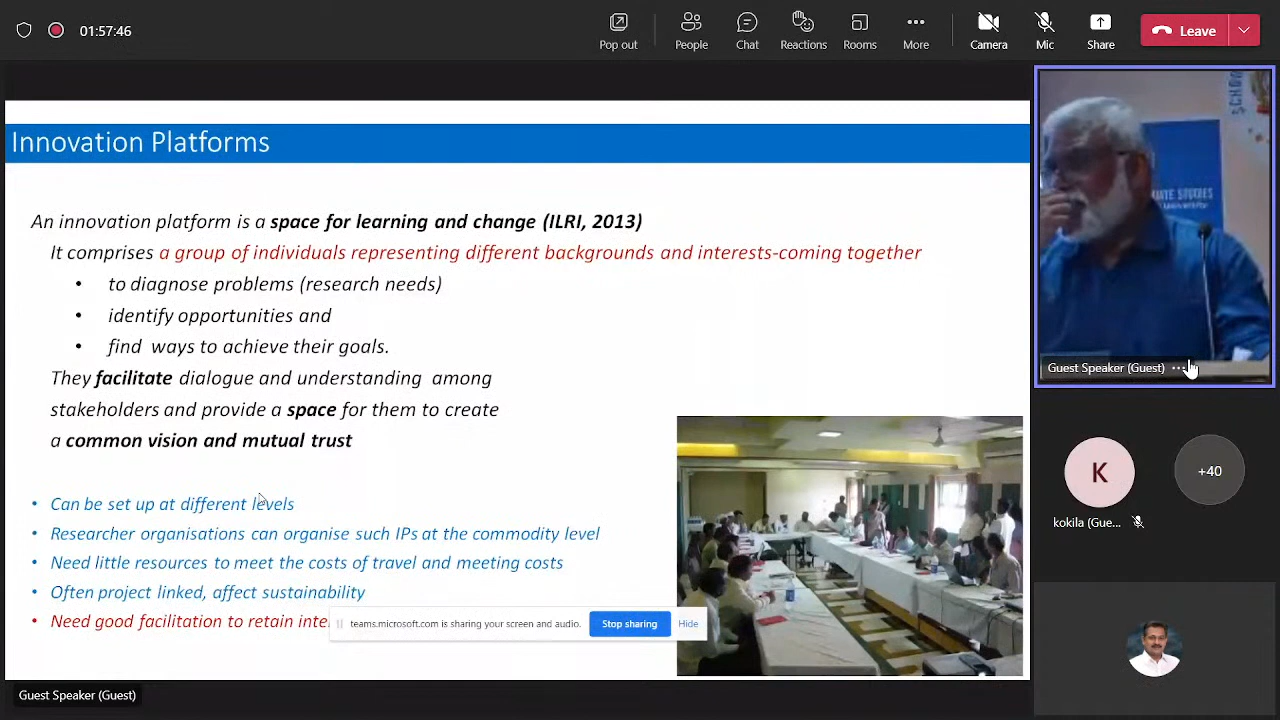 01:57:46
Pop out
People
Chat
Reactions
Rooms
More
Camera
Mic
Share
Leave
Innovation Platforms
An innovation platform is a space for learning and change (ILRI, 2013)
It comprises a group of individuals representing different backgrounds and interests-coming together
• to diagnose problems (research needs)
• identify opportunities and
• find ways to achieve their goals.
They facilitate dialogue and understanding among
stakeholders and provide a space for them to create
a common vision and mutual trust
• Can be set up at different levels
• Researcher organisations can organise such IPs at the commodity level
• Need little resources to meet the costs of travel and meeting costs
• Often project linked, affect sustainability
• Need good facilitation to retain
teams.microsoft.com is sharing your screen and audio.
Stop sharing
Hide
Guest Speaker (Guest)
STUDIES
Guest Speaker (Guest) •••
K
+40
kokila (Gue...